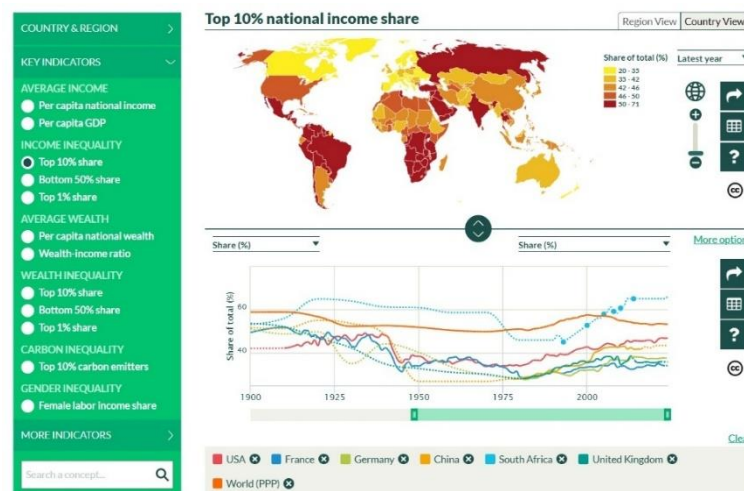 COUNTRY & REGION
KEY INDICATORS
AVERAGE INCOME
Per capita national income
Per capita GDP
INCOME INEQUALITY
Top 10% share
Bottom 50% share
Top 1% share
AVERAGE WEALTH
Per capita national wealth
Wealth-income ratio
WEALTH INEQUALITY
Top 10% share
Bottom 50% share
Top 1% share
CARBON INEQUALITY
Top 10% carbon emitters
GENDER INEQUALITY
Female labor income share
MORE INDICATORS
Search a concept...
Top 10% national income share
Region View Country View
Share of total (%)
20 - 33
33 - 42
42 - 46
46 - 50
50 - 71
Latest year
?
cc
Share (%)
Share (%)
More option
Share of total (%)
60
40
1900 1925 1950 1975 2000
?
cc
Clea
USA France Germany China South Africa United Kingdom
World (PPP)